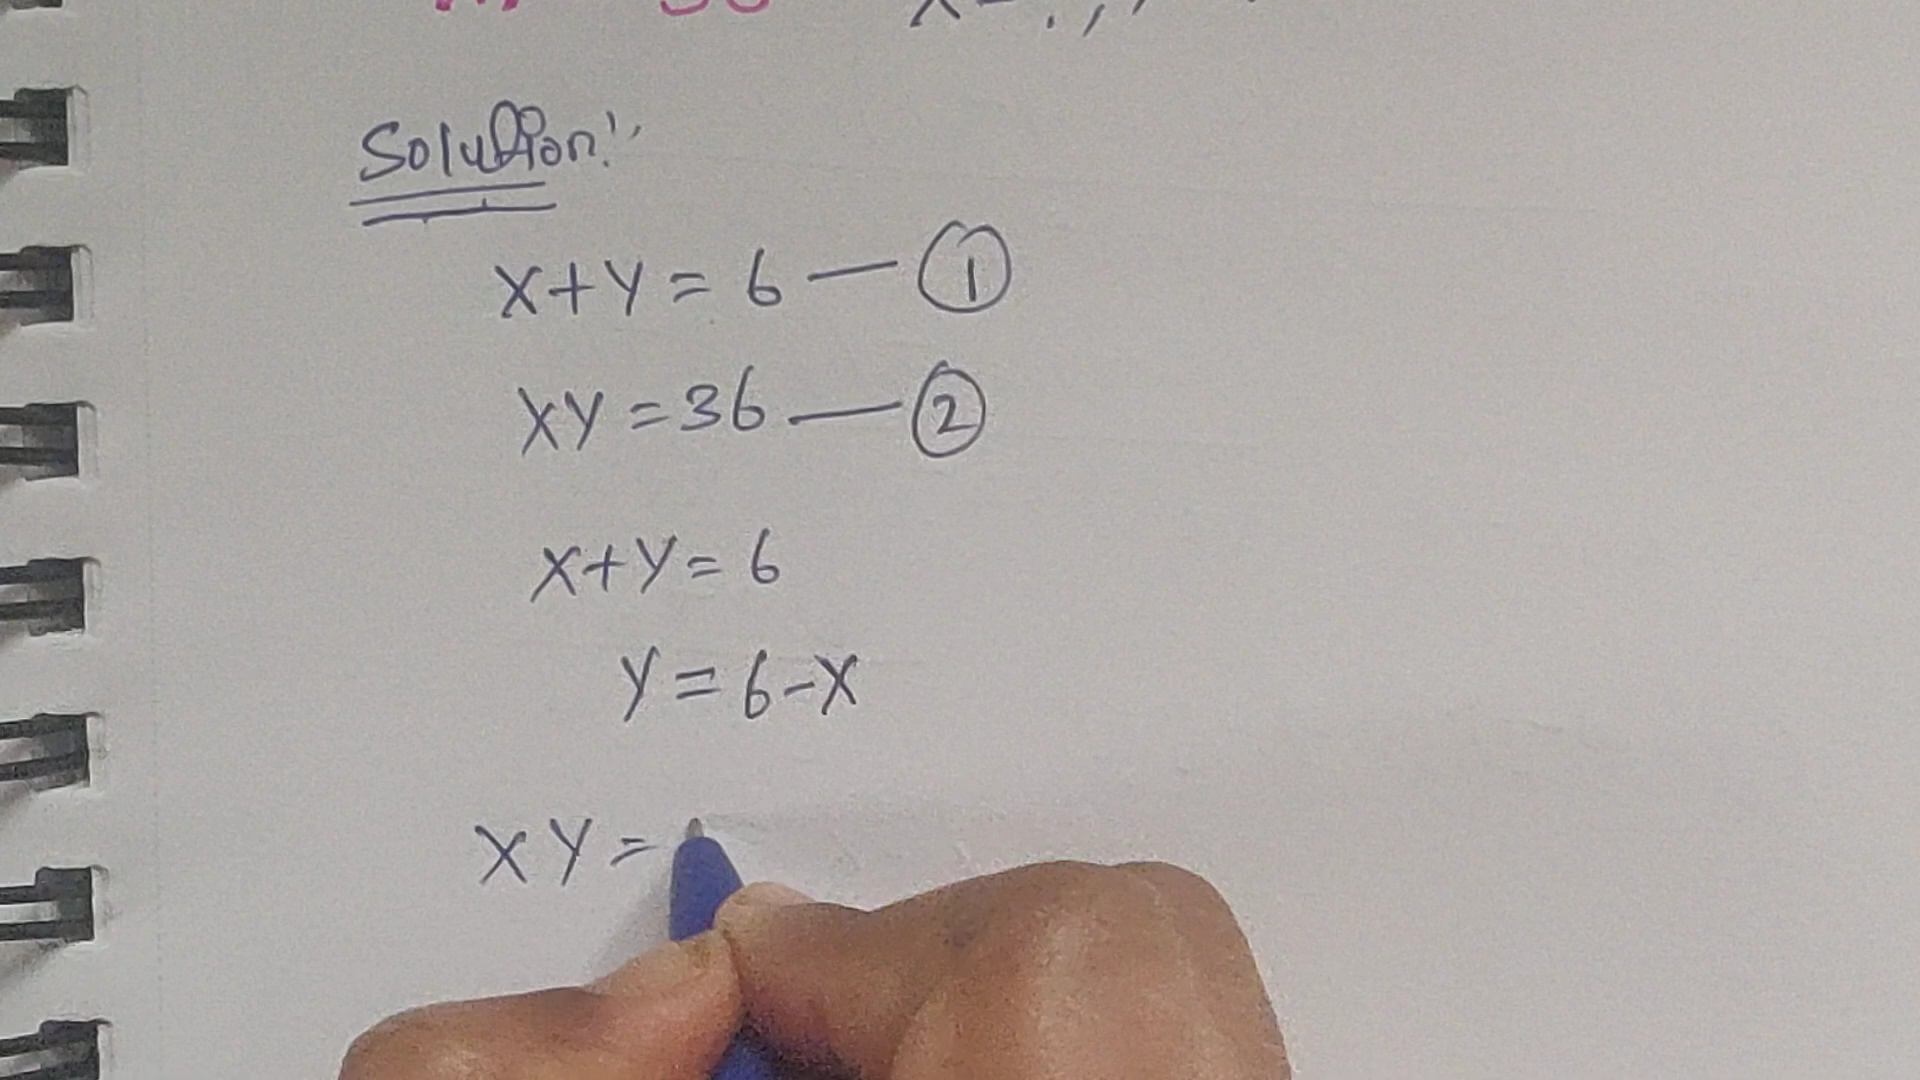 Solution:
x+y = 6 — ①
xy = 36 — ②
x+y = 6
y = 6-x
xy =